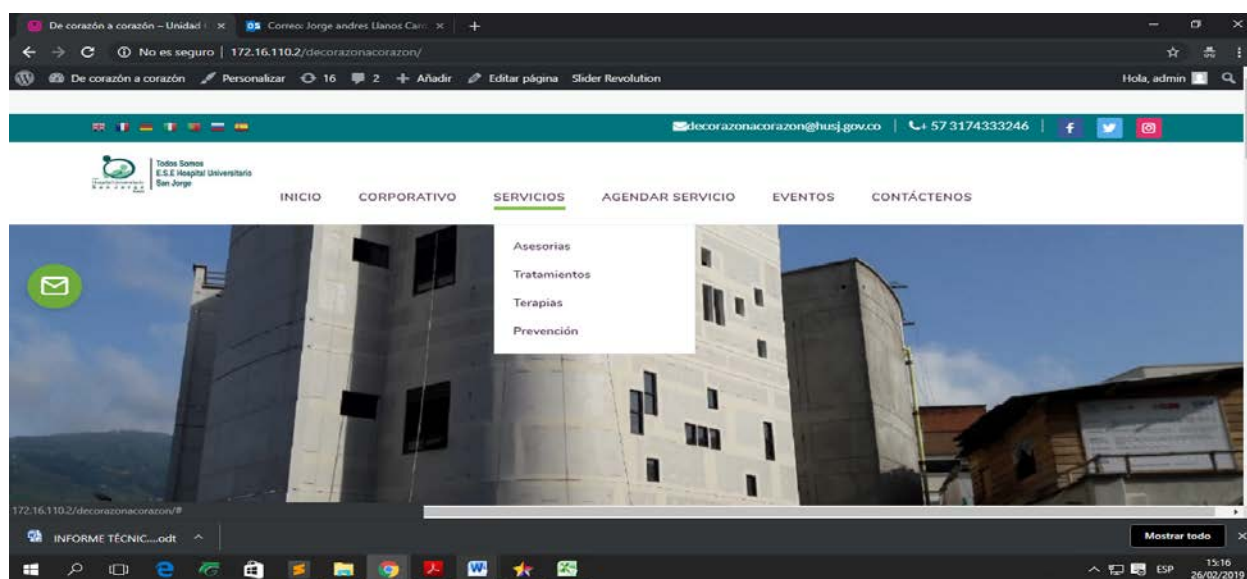 De corazón a corazón – Unidad
Correo: Jorge andres Llanos Car
No es seguro | 172.16.110.2/decorazonacorazon/
De corazón a corazón Personalizar 16 2 + Añadir Editar página Slider Revolution Hola, admin
decorazonacorazon@husj.gov.co | + 57 3174333246 |
Todos Somos
E.S.E Hospital Universitario
San Jorge
INICIO CORPORATIVO SERVICIOS AGENDAR SERVICIO EVENTOS CONTÁCTENOS
Asesorias
Tratamientos
Terapias
Prevención
172.16.110.2/decorazonacorazon/#
INFORME TÉCNIC....odt
Mostrar todo
ESP
15:16
26/02/2019